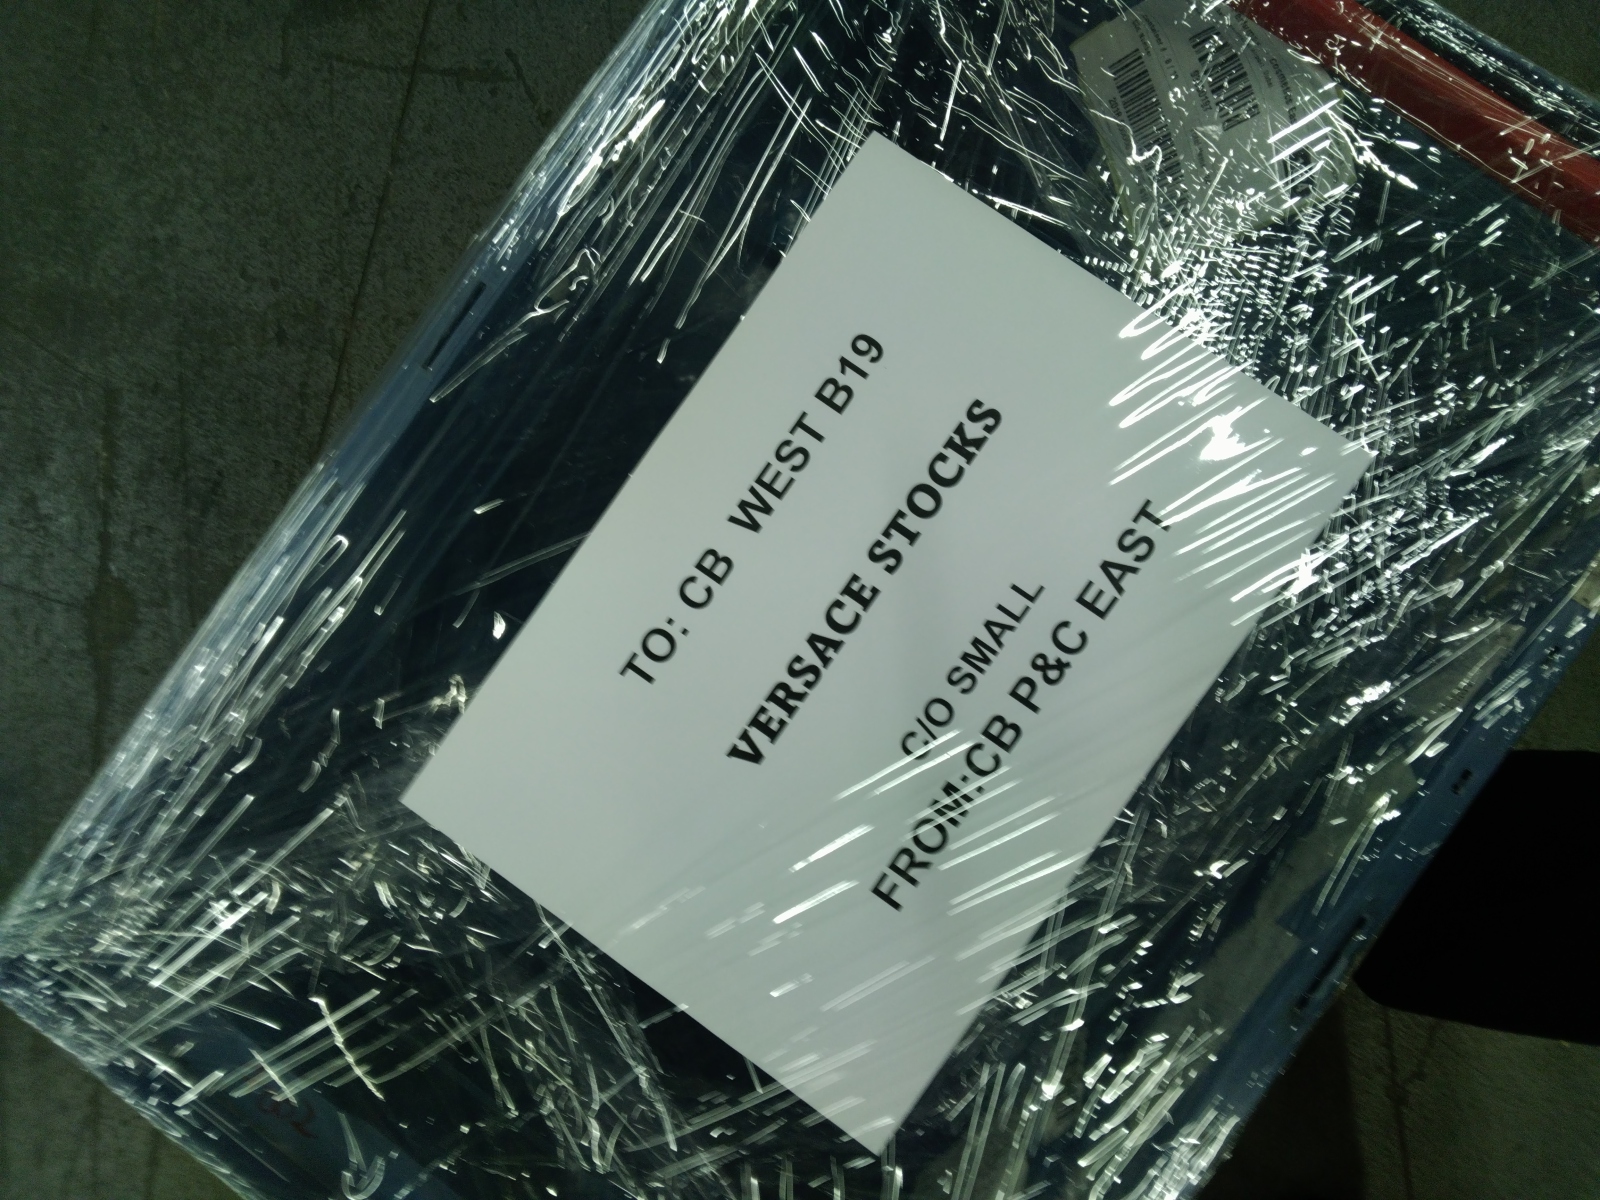 TO: CB WEST B19
VERSACE STOCKS
C/O SMALL
FROM:CB P&C EAST